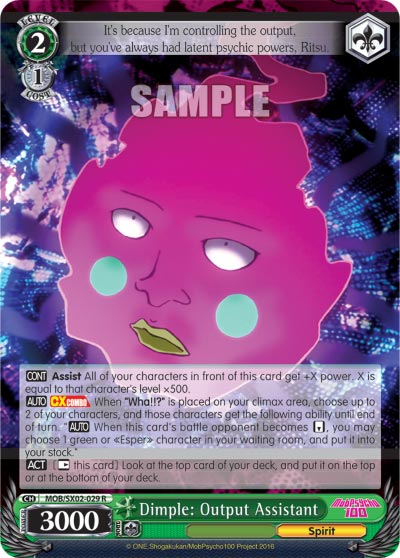 LEVEL
2
1
COST
It's because I'm controlling the output,
but you've always had latent psychic powers, Ritsu.
SAMPLE
CONT Assist All of your characters in front of this card get +X power. X is
equal to that character's level ×500.
AUTO CXCOMBO When "Wha!!?" is placed on your climax area, choose up
to 2 of your characters, and those characters get the following ability until end
of turn. "AUTO When this card's battle opponent becomes [ ], you may
choose 1 green or «Esper» character in your waiting room, and put it into
your stock."
ACT [ this card] Look at the top card of your deck, and put it on the top
or at the bottom of your deck.
CH MOB/SX02-029 R
POWER 3000
Dimple: Output Assistant
MobPsycho
100
Spirit
© ONE,Shogakukan/MobPsycho100 Project 2016